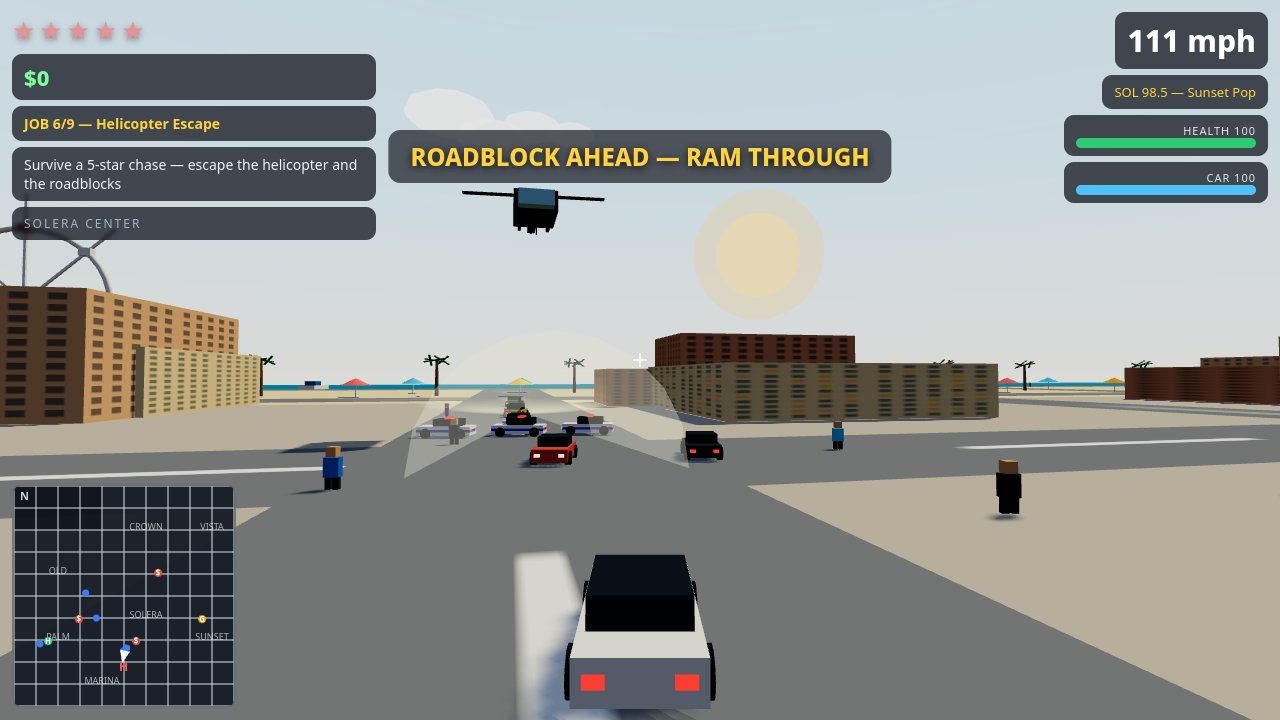 $0
JOB 6/9 — Helicopter Escape
Survive a 5-star chase — escape the helicopter and
the roadblocks
SOLERA CENTER
ROADBLOCK AHEAD — RAM THROUGH
111 mph
SOL 98.5 — Sunset Pop
HEALTH 100
CAR 100
N
CROWN
VISTA
OLD
SOLERA
PALM
SUNSET
MARINA
S
S
S
G
H